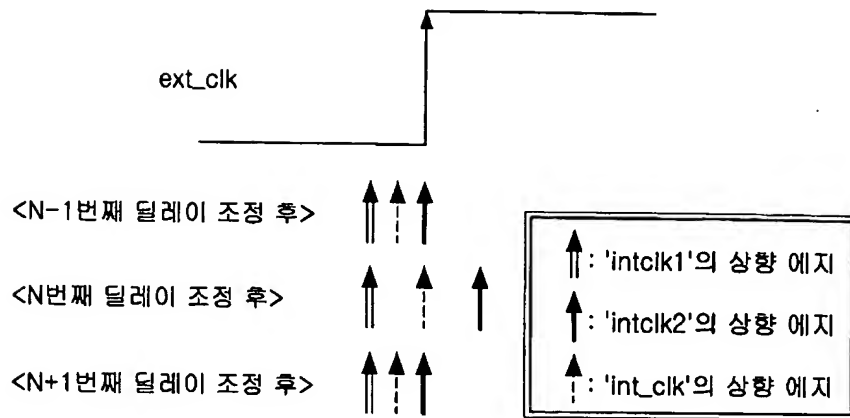 ext_clk
<N-1번째 딜레이 조정 후>
<N번째 딜레이 조정 후>
<N+1번째 딜레이 조정 후>
: 'intclk1'의 상향 에지
: 'intclk2'의 상향 에지
: 'int_clk'의 상향 에지